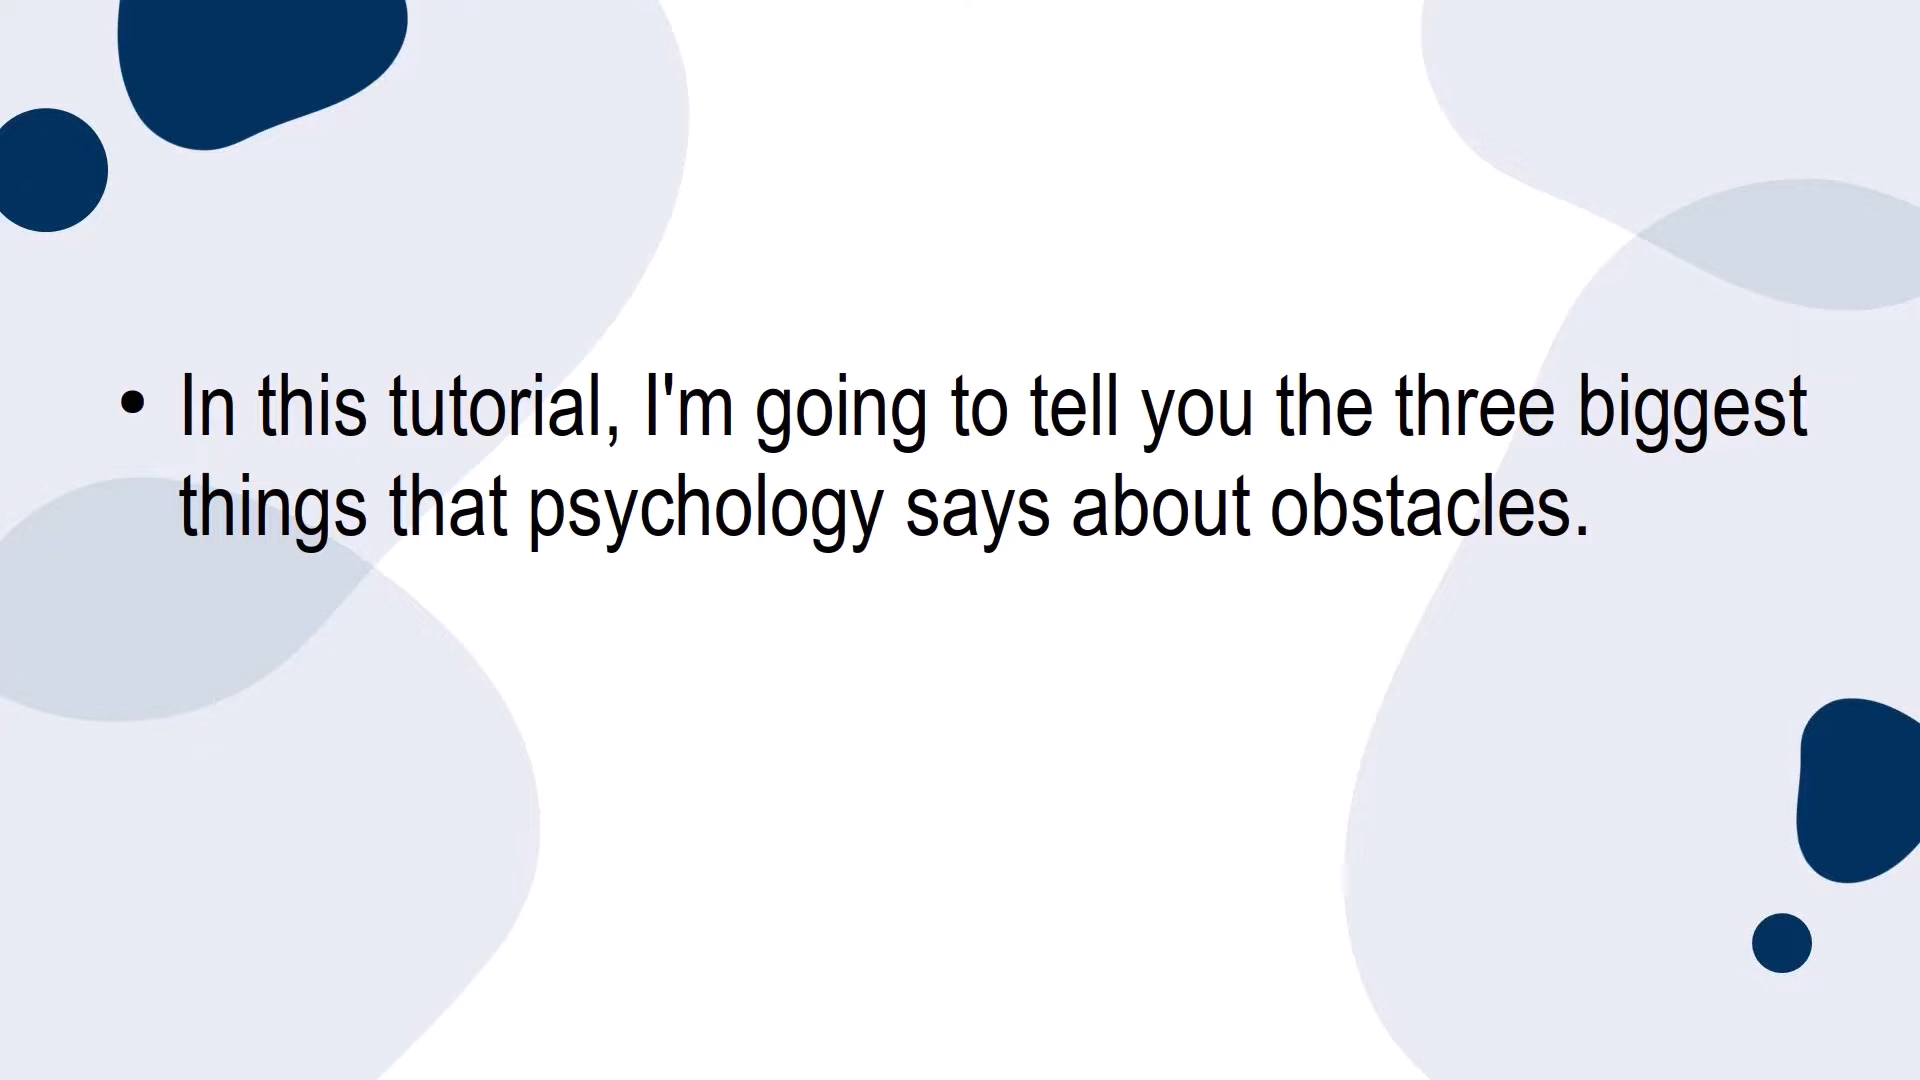 • In this tutorial, I'm going to tell you the three biggest
things that psychology says about obstacles.